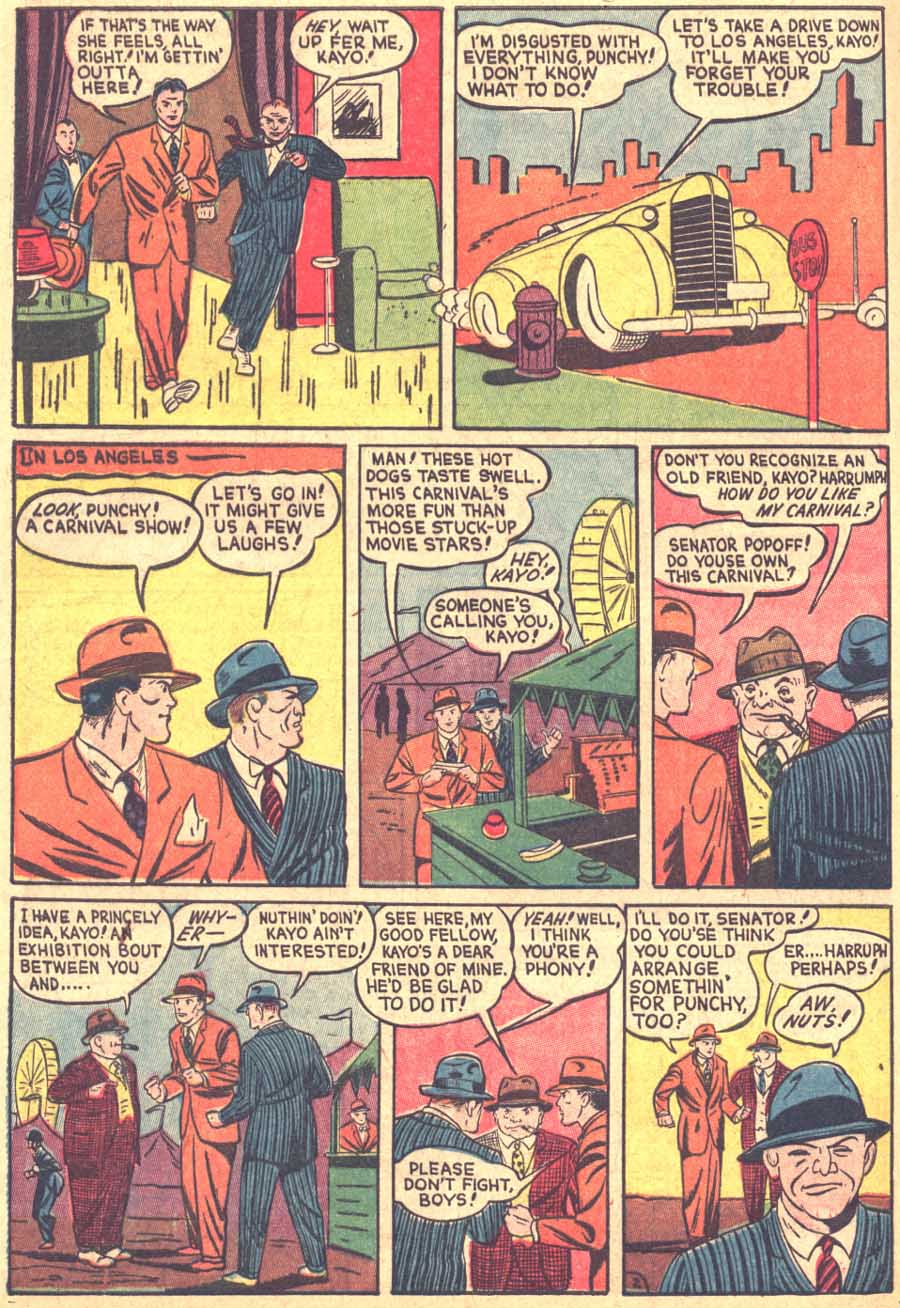 IF THAT'S THE WAY
SHE FEELS, ALL
RIGHT! I'M GETTIN'
OUTTA
HERE!
HEY, WAIT
UP FER ME,
KAYO!
I'M DISGUSTED WITH
EVERYTHING, PUNCHY!
I DON'T KNOW
WHAT TO DO!
LET'S TAKE A DRIVE DOWN
TO LOS ANGELES, KAYO!
IT'LL MAKE YOU
FORGET YOUR
TROUBLE!
BUS
STOP
IN LOS ANGELES
LOOK, PUNCHY!
A CARNIVAL SHOW!
LET'S GO IN!
IT MIGHT GIVE
US A FEW
LAUGHS!
MAN! THESE HOT
DOGS TASTE SWELL.
THIS CARNIVAL'S
MORE FUN THAN
THOSE STUCK-UP
MOVIE STARS!
HEY,
KAYO!
SOMEONE'S
CALLING YOU,
KAYO!
DON'T YOU RECOGNIZE AN
OLD FRIEND, KAYO? HARRUMPH
HOW DO YOU LIKE
MY CARNIVAL?
SENATOR POPOFF!
DO YOUSE OWN
THIS CARNIVAL?
I HAVE A PRINCELY
IDEA, KAYO! AN
EXHIBITION BOUT
BETWEEN YOU
AND.....
WHY-
ER-
NUTHIN' DOIN'!
KAYO AIN'T
INTERESTED!
SEE HERE, MY
GOOD FELLOW,
KAYO'S A DEAR
FRIEND OF MINE.
HE'D BE GLAD
TO DO IT!
YEAH! WELL,
I THINK
YOU'RE A
PHONY!
PLEASE
DON'T FIGHT,
BOYS!
I'LL DO IT, SENATOR!
DO YOU'SE THINK
YOU COULD
ARRANGE
SOMETHIN'
FOR PUNCHY,
TOO?
ER....HARRUPH
PERHAPS!
AW,
NUTS!
2